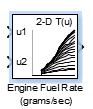 2-D T(u)
u1
u2
Engine Fuel Rate
(grams/sec)